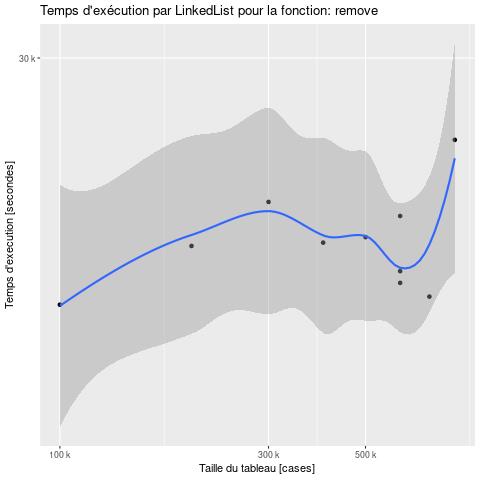 Temps d'exécution par LinkedList pour la fonction: remove
30 k
Temps d'execution [secondes]
100 k
300 k
500 k
Taille du tableau [cases]